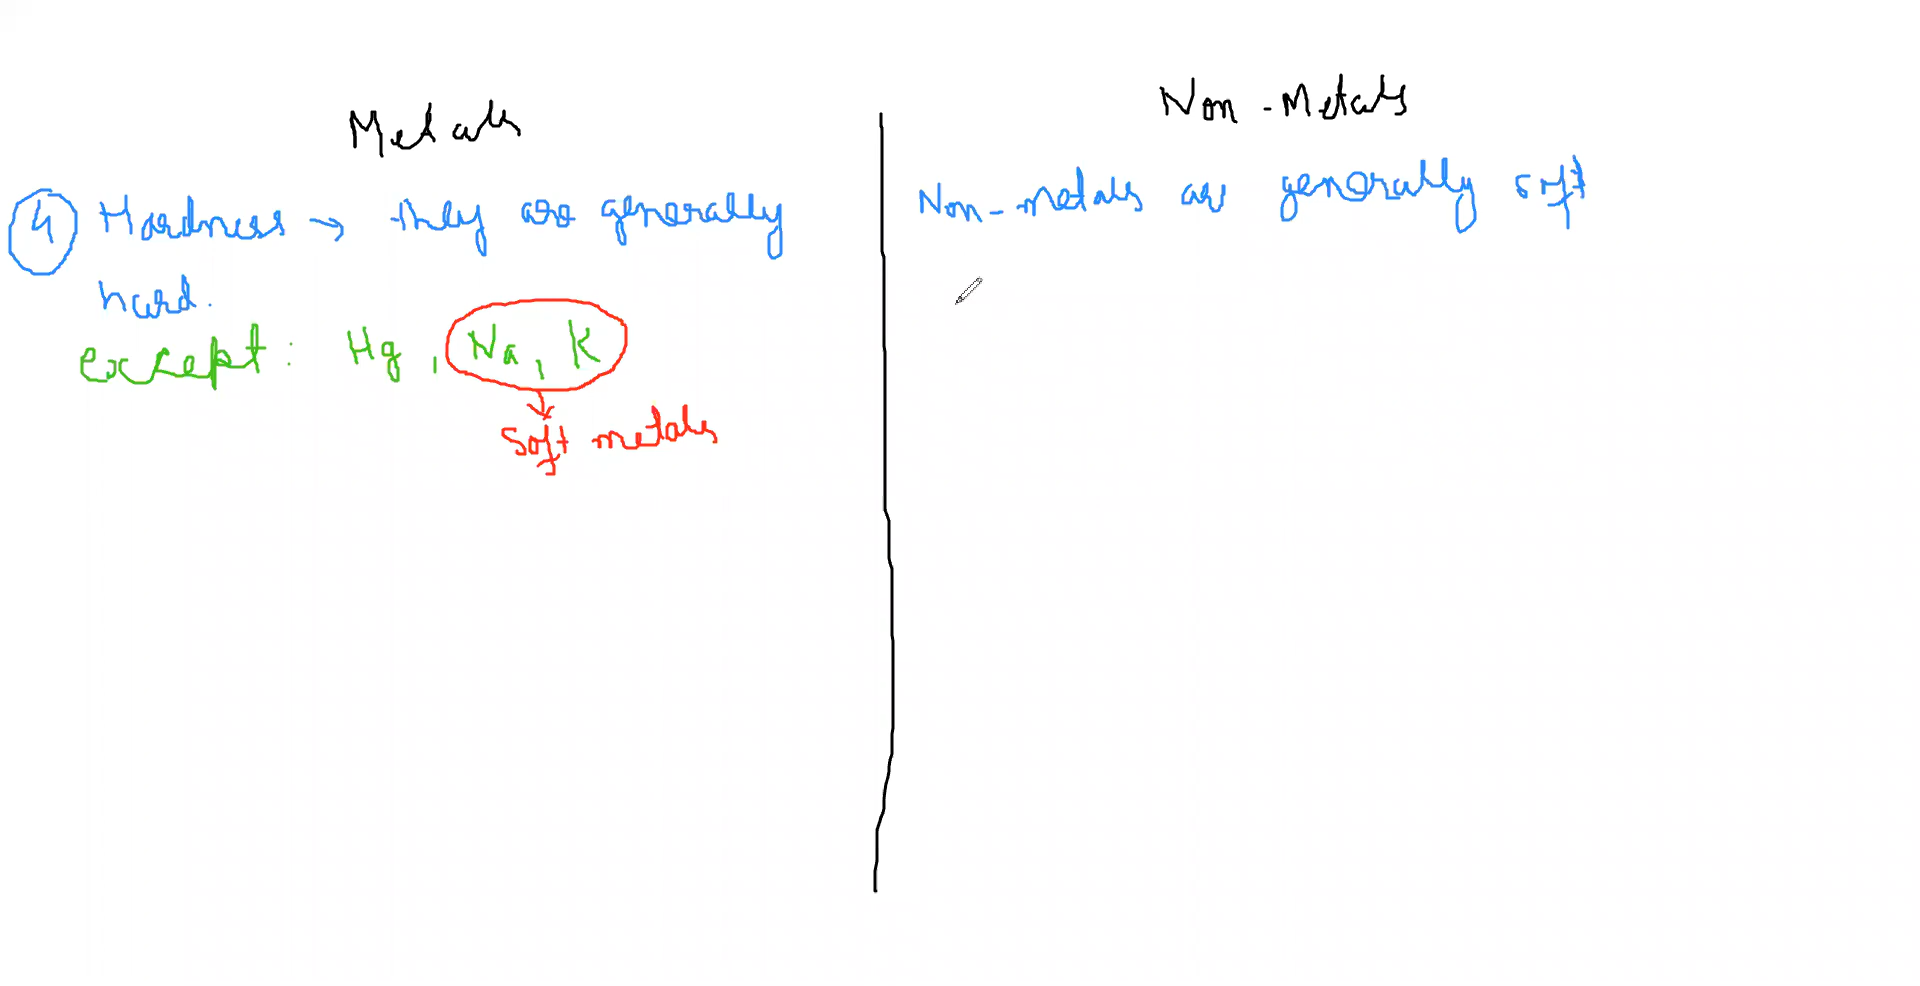 Metals
④ Hardness → they are generally
hard.
except : Hg , Na, K
Soft metals
Non-Metals
Non-metals are generally soft